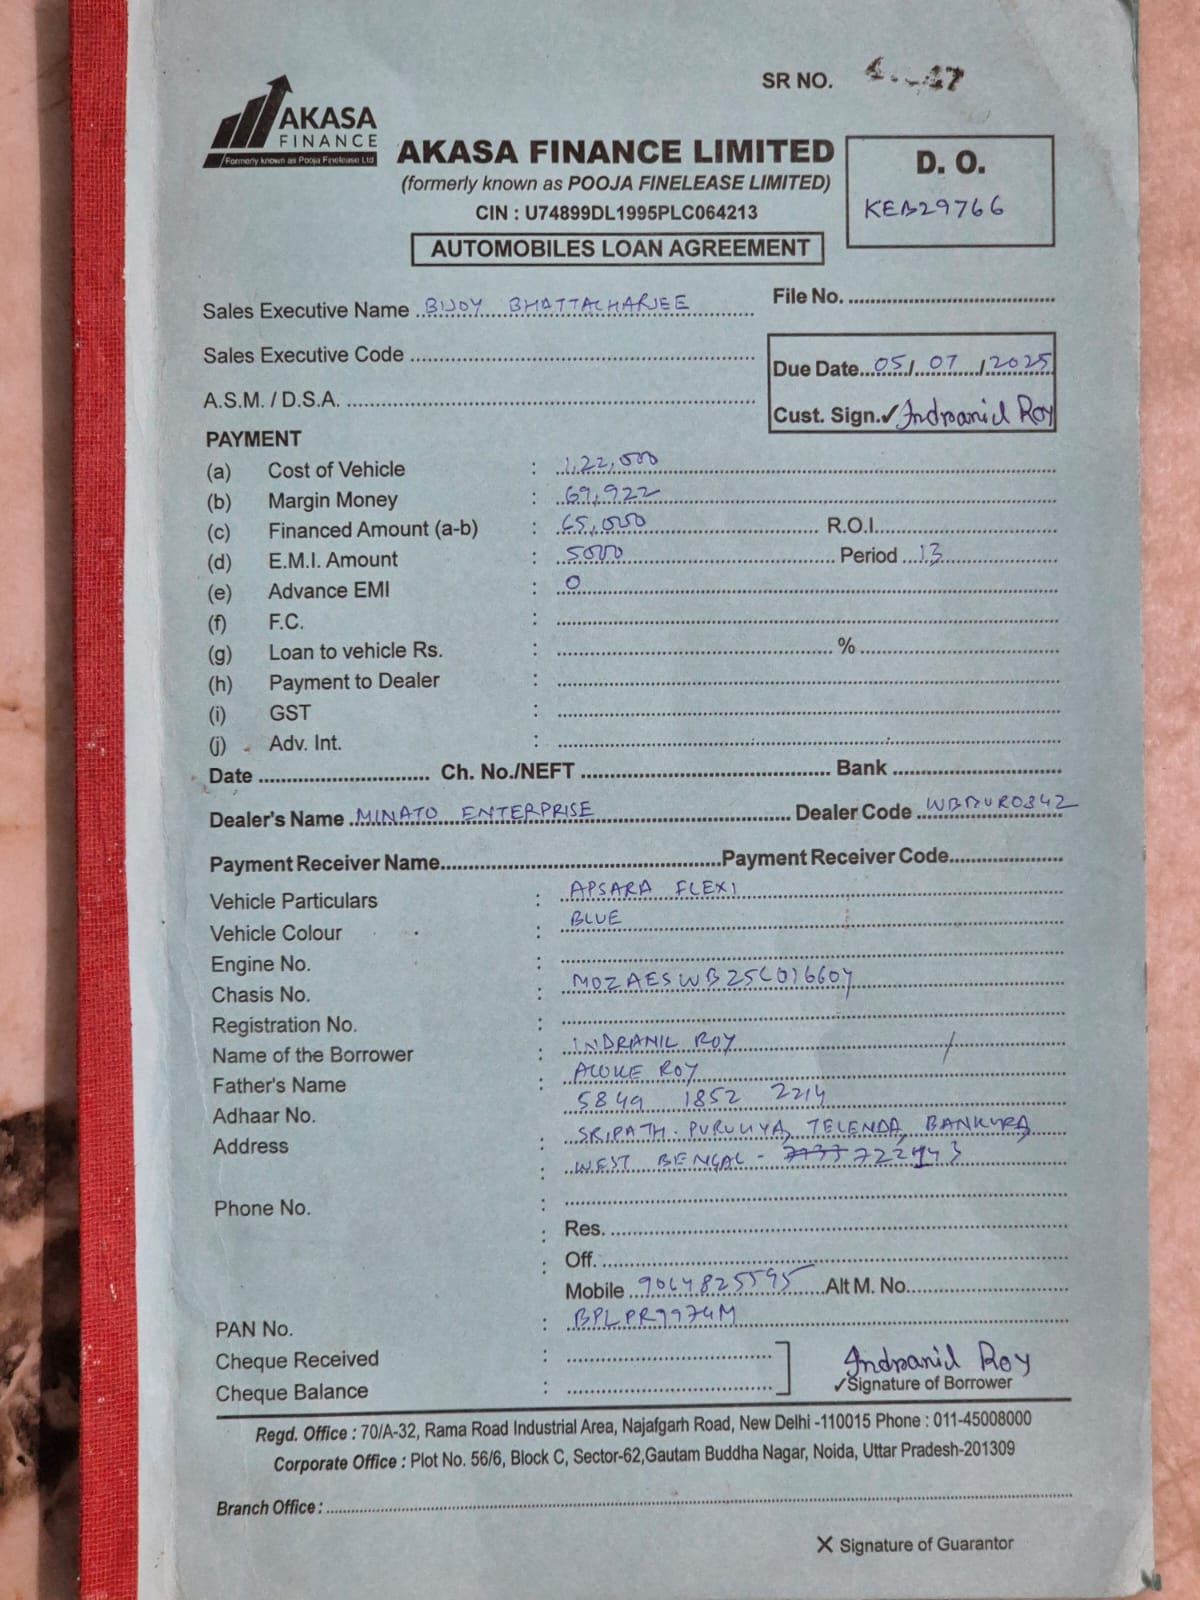 SR NO.
AKASA
FINANCE
Formerly known as Pooja Finelease Ltd
AKASA FINANCE LIMITED
(formerly known as POOJA FINELEASE LIMITED)
CIN : U74899DL1995PLC064213
AUTOMOBILES LOAN AGREEMENT
D. O.
KEB29766
Sales Executive Name BIJOY BHATTACHARJEE
File No.
Sales Executive Code
Due Date 05/07/2025
A.S.M. / D.S.A.
Cust. Sign.✓ Indranil Roy
PAYMENT
(a) Cost of Vehicle : 1,22,000
(b) Margin Money : 69,922
(c) Financed Amount (a-b) : 65,000 R.O.I.
(d) E.M.I. Amount : 5000 Period 13
(e) Advance EMI : 0
(f) F.C. :
(g) Loan to vehicle Rs. : %
(h) Payment to Dealer :
(i) GST :
(j) Adv. Int. :
Date Ch. No./NEFT Bank
Dealer's Name MINATO ENTERPRISE Dealer Code
Payment Receiver Name Payment Receiver Code
Vehicle Particulars : APSARA FLEXI
Vehicle Colour : BLUE
Engine No. :
Chasis No. : MOZAESWB25C016604
Registration No. :
Name of the Borrower : INDRANIL ROY
Father's Name : ALOKE ROY
Adhaar No. 5849 1852 2214
Address : SRIPATH. PURULIYA, TELENDA, BANKURA
: WEST BENGAL - 722143
Phone No. :
: Res.
: Off.
Mobile 9064825595 Alt M. No.
PAN No. : BPLPR9974M
Cheque Received :
Cheque Balance :
Indranil Roy
✓Signature of Borrower
Regd. Office : 70/A-32, Rama Road Industrial Area, Najafgarh Road, New Delhi -110015 Phone : 011-45008000
Corporate Office : Plot No. 56/6, Block C, Sector-62,Gautam Buddha Nagar, Noida, Uttar Pradesh-201309
Branch Office :
X Signature of Guarantor